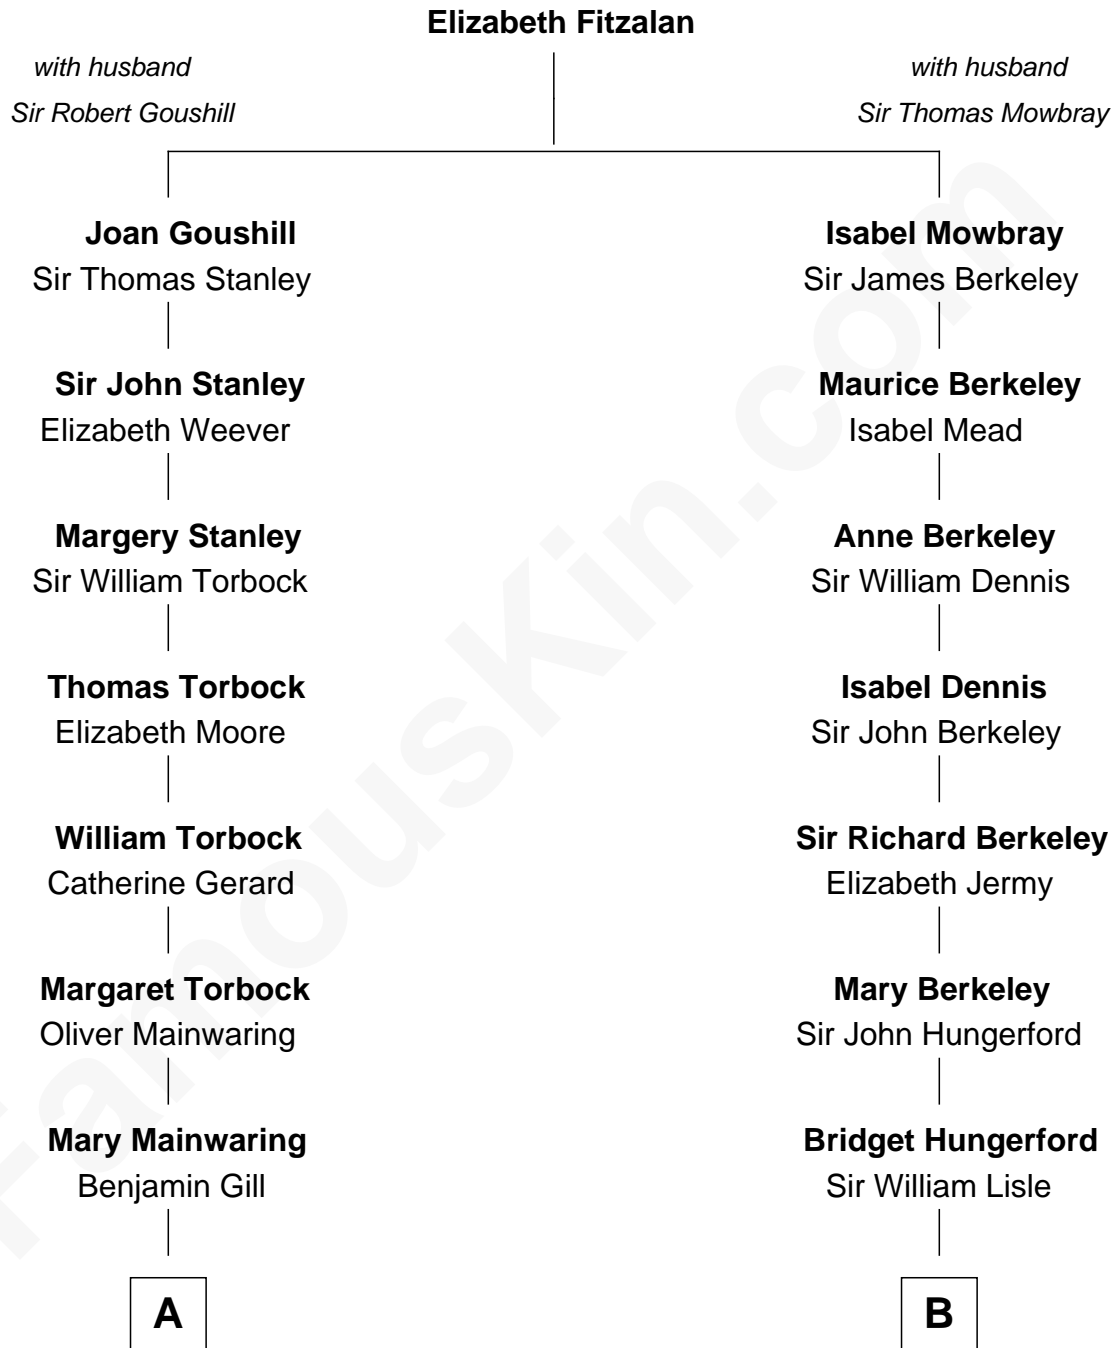 Elizabeth Fitzalan
with husband
Sir Robert Goushill
with husband
Sir Thomas Mowbray
Joan Goushill
Sir Thomas Stanley
Isabel Mowbray
Sir James Berkeley
Sir John Stanley
Elizabeth Weever
Maurice Berkeley
Isabel Mead
Margery Stanley
Sir William Torbock
Anne Berkeley
Sir William Dennis
Thomas Torbock
Elizabeth Moore
Isabel Dennis
Sir John Berkeley
William Torbock
Catherine Gerard
Sir Richard Berkeley
Elizabeth Jermy
Margaret Torbock
Oliver Mainwaring
Mary Berkeley
Sir John Hungerford
Mary Mainwaring
Benjamin Gill
Bridget Hungerford
Sir William Lisle
A
B
FamousKin.com